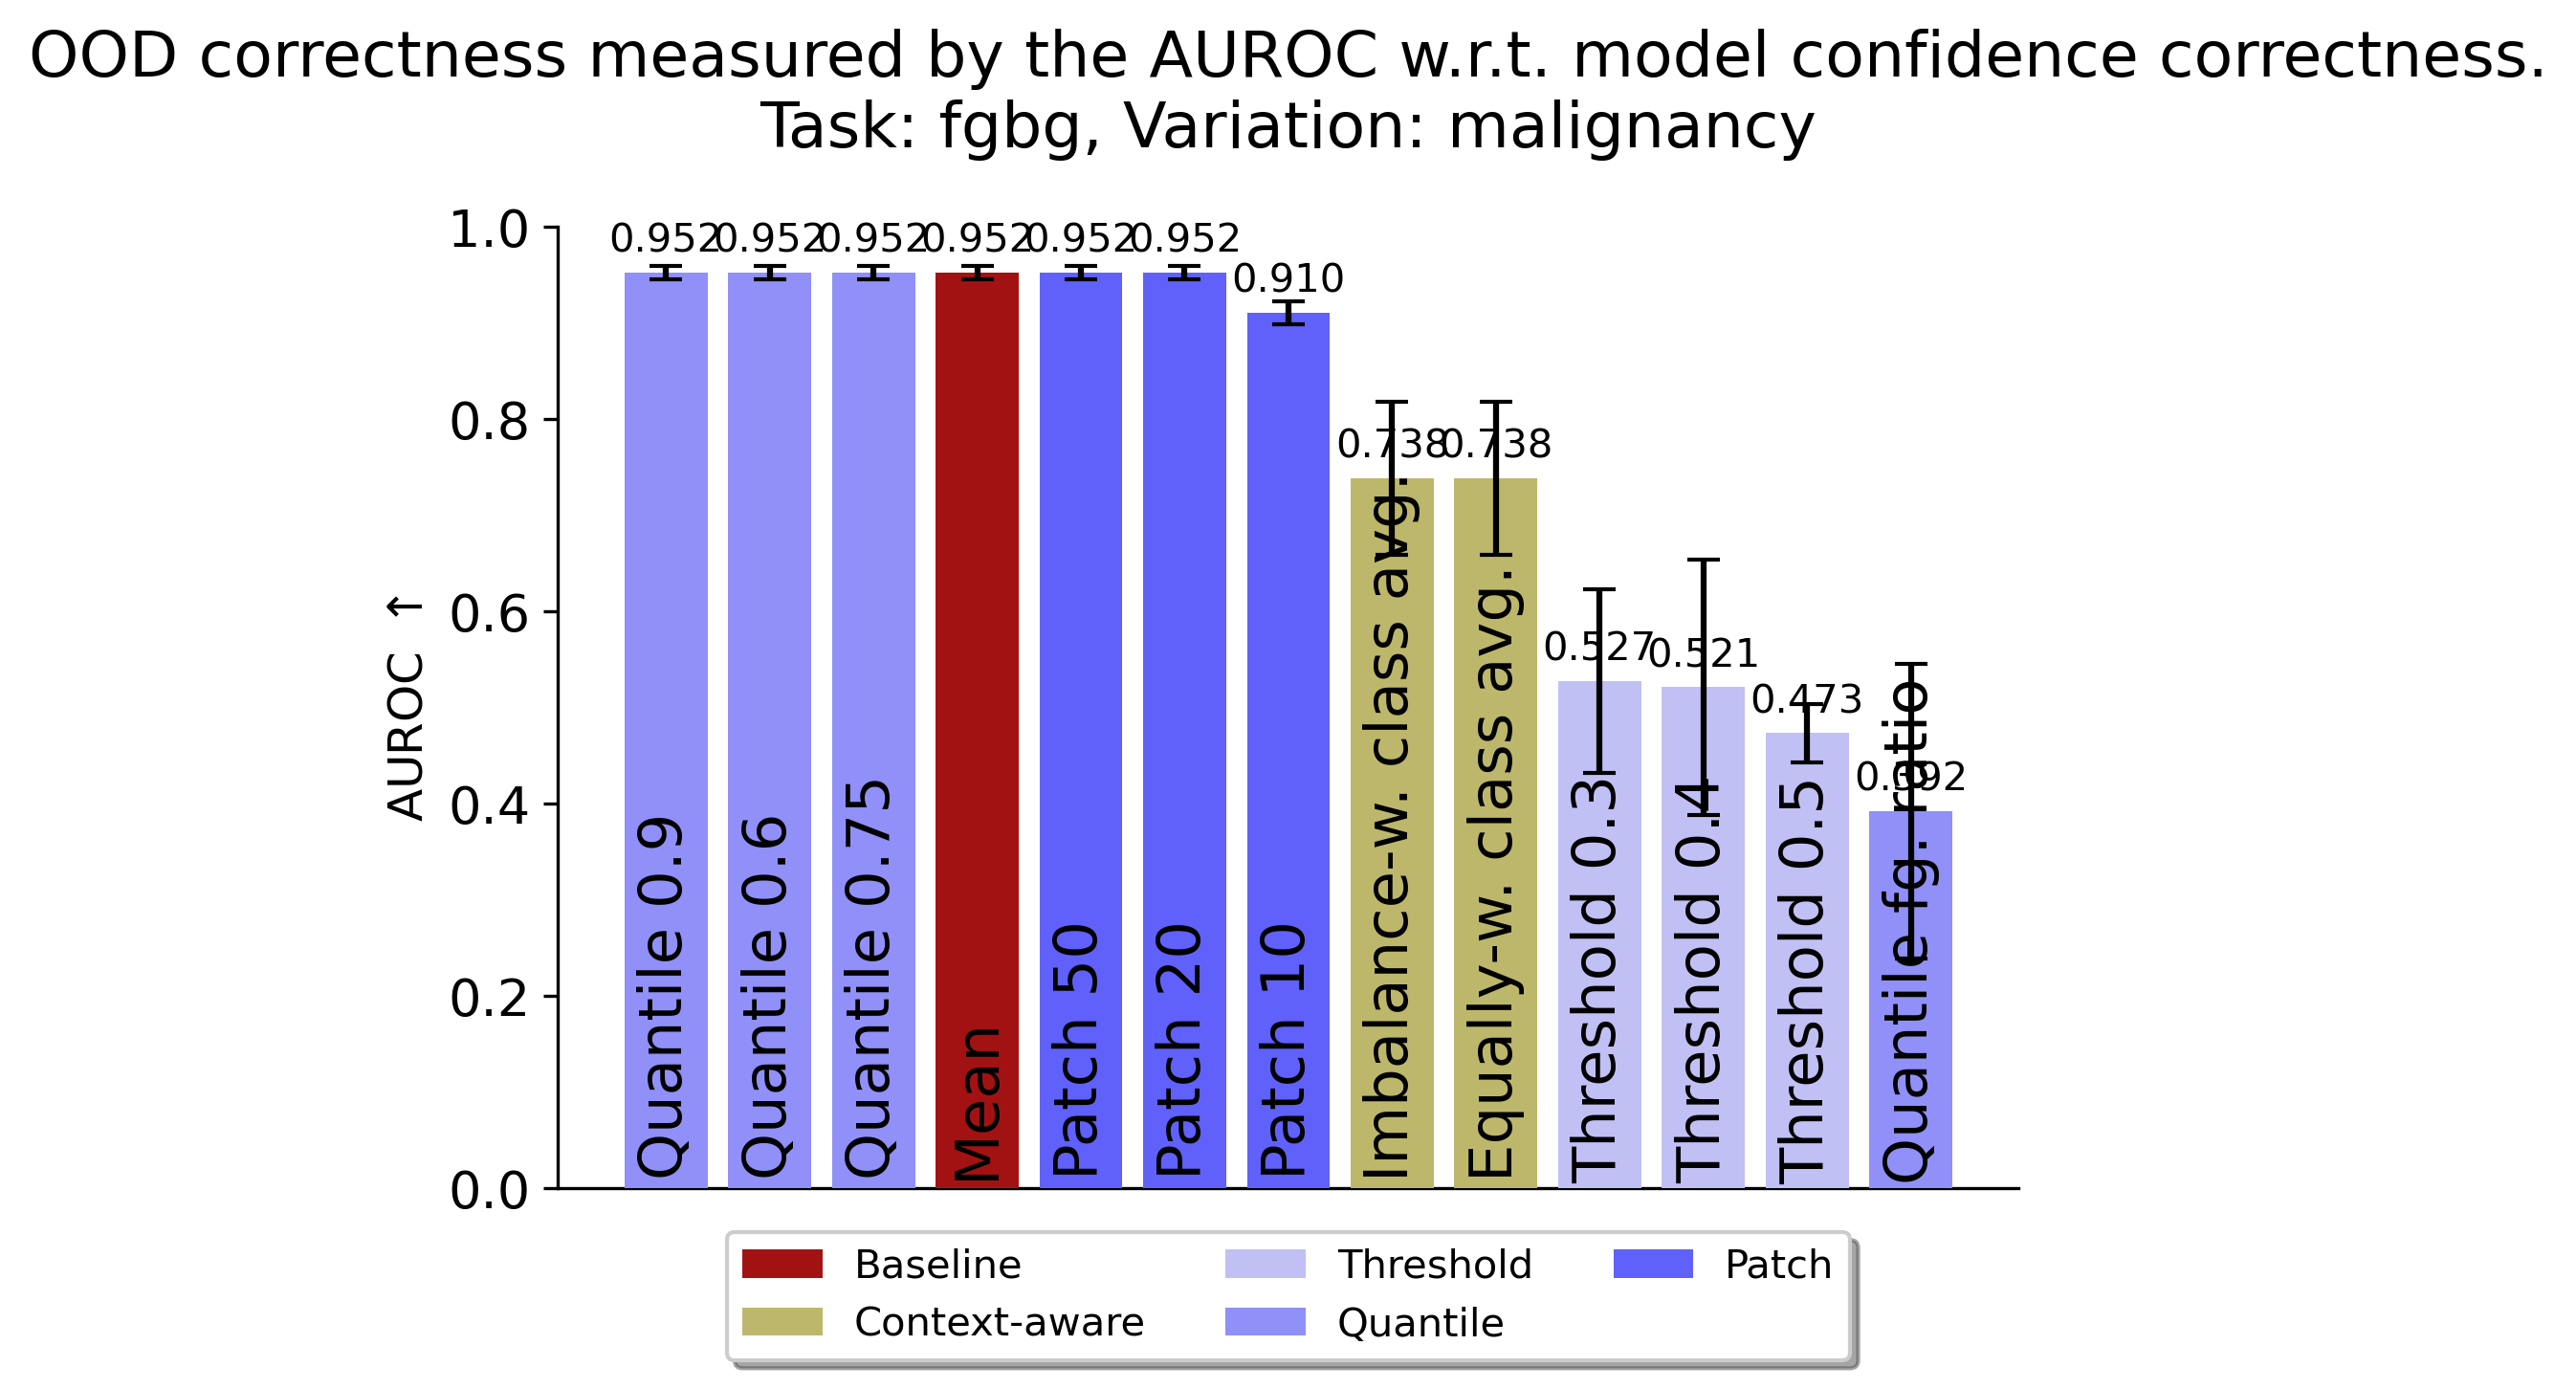 OOD correctness measured by the AUROC w.r.t. model confidence correctness.
Task: fgbg, Variation: malignancy
AUROC ↑
1.0
0.8
0.6
0.4
0.2
0.0
0.952
0.952
0.952
0.952
0.952
0.952
0.910
0.738
0.738
0.527
0.521
0.473
0.392
Quantile 0.9
Quantile 0.6
Quantile 0.75
Mean
Patch 50
Patch 20
Patch 10
Imbalance-w. class avg.
Equally-w. class avg.
Threshold 0.3
Threshold 0.4
Threshold 0.5
Quantile fg. ratio
Baseline
Context-aware
Threshold
Quantile
Patch